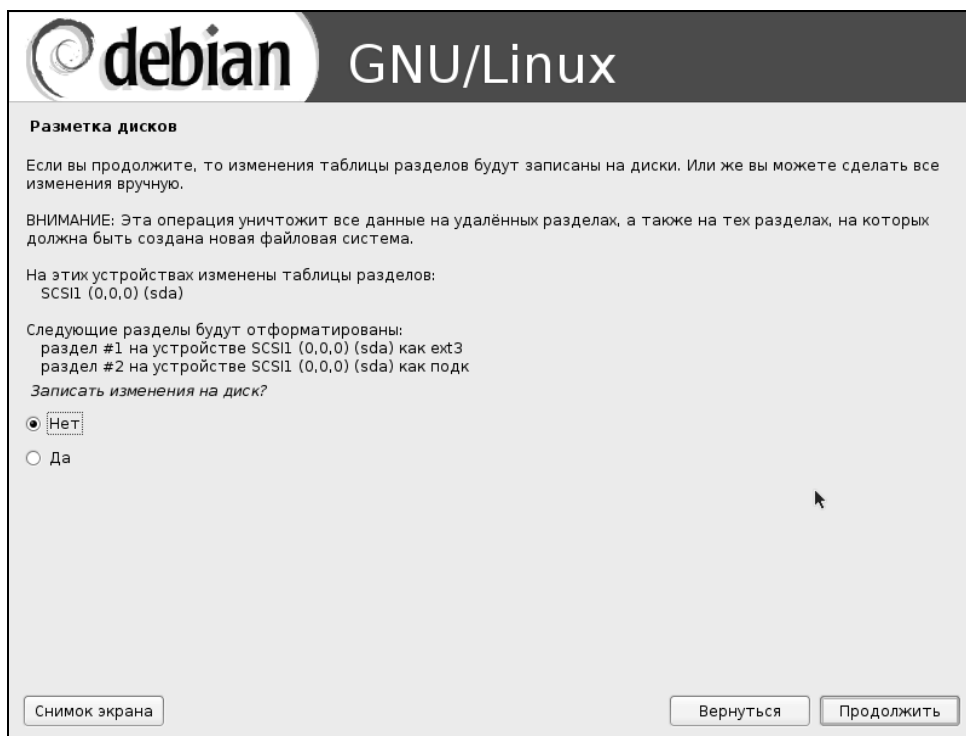 debian GNU/Linux
Разметка дисков
Если вы продолжите, то изменения таблицы разделов будут записаны на диски. Или же вы можете сделать все
изменения вручную.
ВНИМАНИЕ: Эта операция уничтожит все данные на удалённых разделах, а также на тех разделах, на которых
должна быть создана новая файловая система.
На этих устройствах изменены таблицы разделов:
SCSI1 (0,0,0) (sda)
Следующие разделы будут отформатированы:
раздел #1 на устройстве SCSI1 (0,0,0) (sda) как ext3
раздел #2 на устройстве SCSI1 (0,0,0) (sda) как подк
Записать изменения на диск?
Нет
Да
Снимок экрана
Вернуться
Продолжить